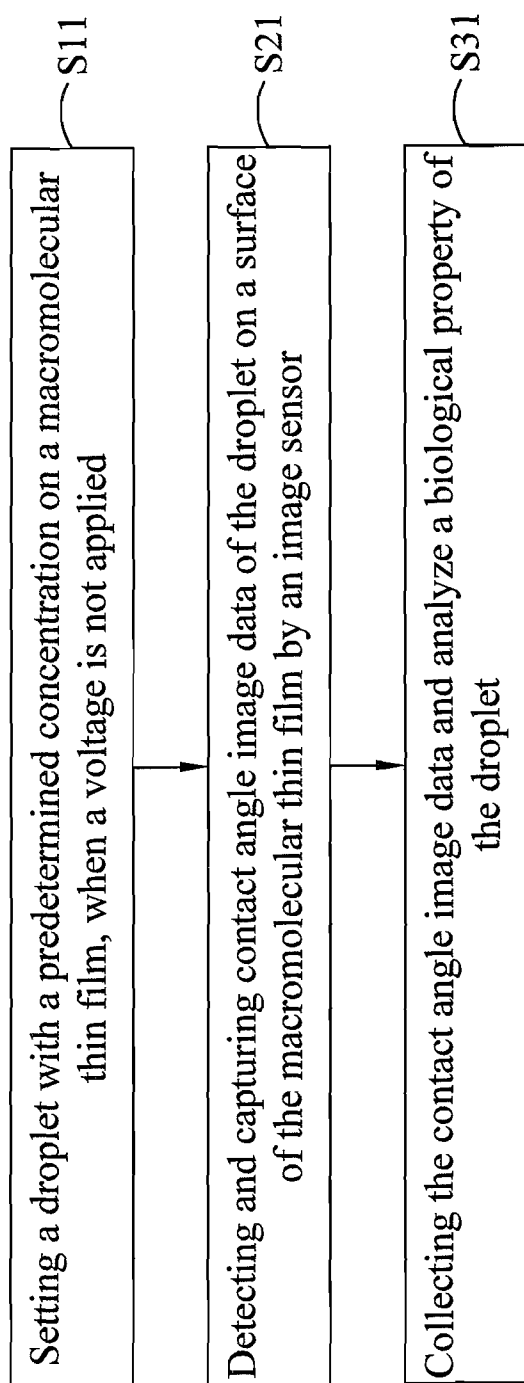 Setting a droplet with a predetermined concentration on a macromolecular
thin film, when a voltage is not applied
S11
Detecting and capturing contact angle image data of the droplet on a surface
of the macromolecular thin film by an image sensor
S21
Collecting the contact angle image data and analyze a biological property of
the droplet
S31